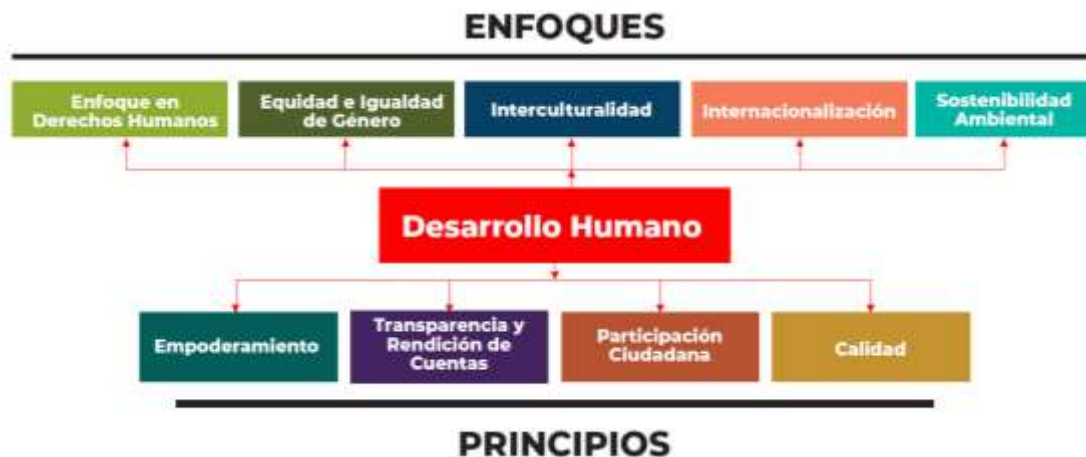 ENFOQUES
Enfoque en
Derechos Humanos
Equidad e Igualdad
de Género
Interculturalidad
Internacionalización
Sostenibilidad
Ambiental
Desarrollo Humano
Empoderamiento
Transparencia y
Rendición de
Cuentas
Participación
Ciudadana
Calidad
PRINCIPIOS